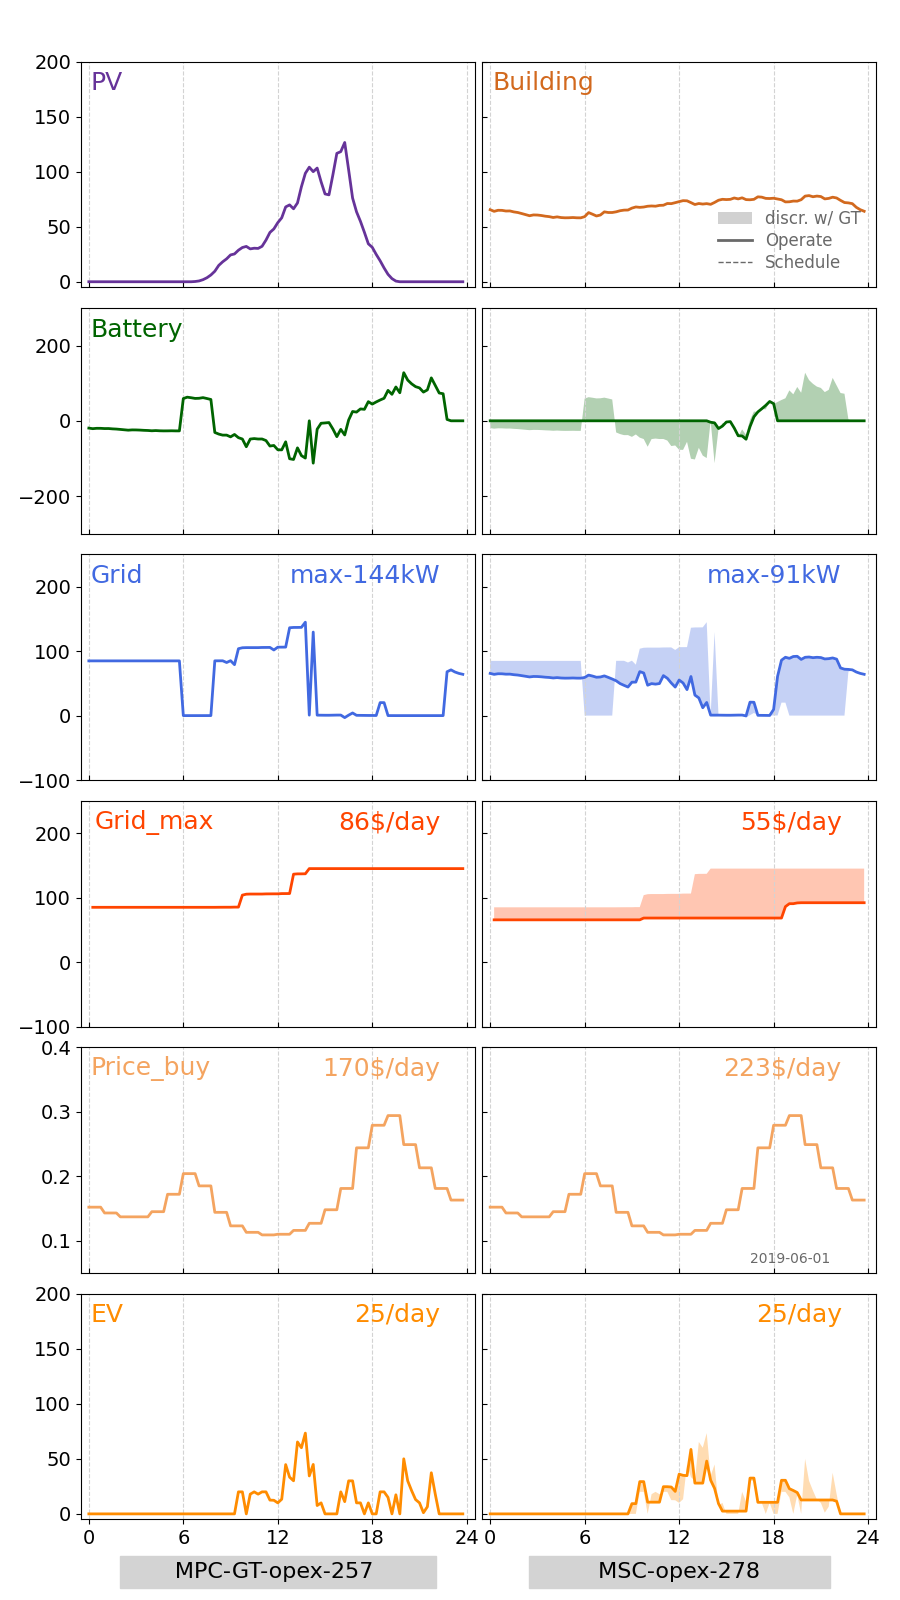 200
PV
Building
150
100
50
discr. w/ GT
Operate
Schedule
0
Battery
200
0
−200
Grid
max-144kW
max-91kW
200
100
0
−100
Grid_max
86$/day
55$/day
200
100
0
−100
0.4
Price_buy
170$/day
223$/day
0.3
0.2
0.1
2019-06-01
200
EV
25/day
25/day
150
100
50
0
0 6 12 18 24 0 6 12 18 24
MPC-GT-opex-257
MSC-opex-278